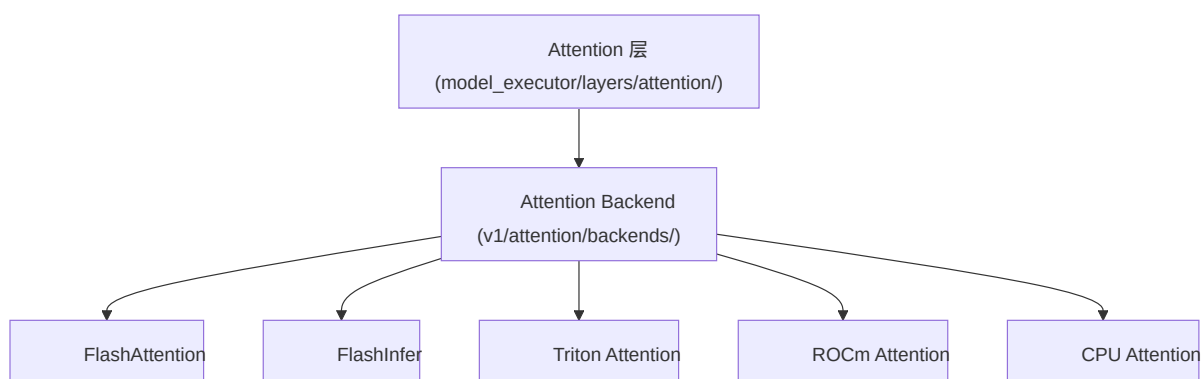 Attention 层
(model_executor/layers/attention/)
Attention Backend
(v1/attention/backends/)
FlashAttention
FlashInfer
Triton Attention
ROCm Attention
CPU Attention